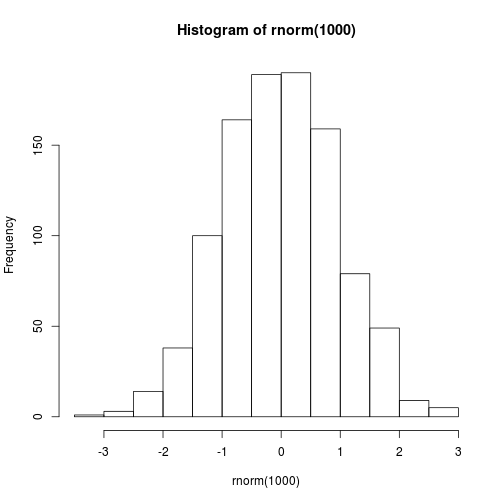 Histogram of rnorm(1000)
Frequency
150
100
50
0
-3 -2 -1 0 1 2 3
rnorm(1000)